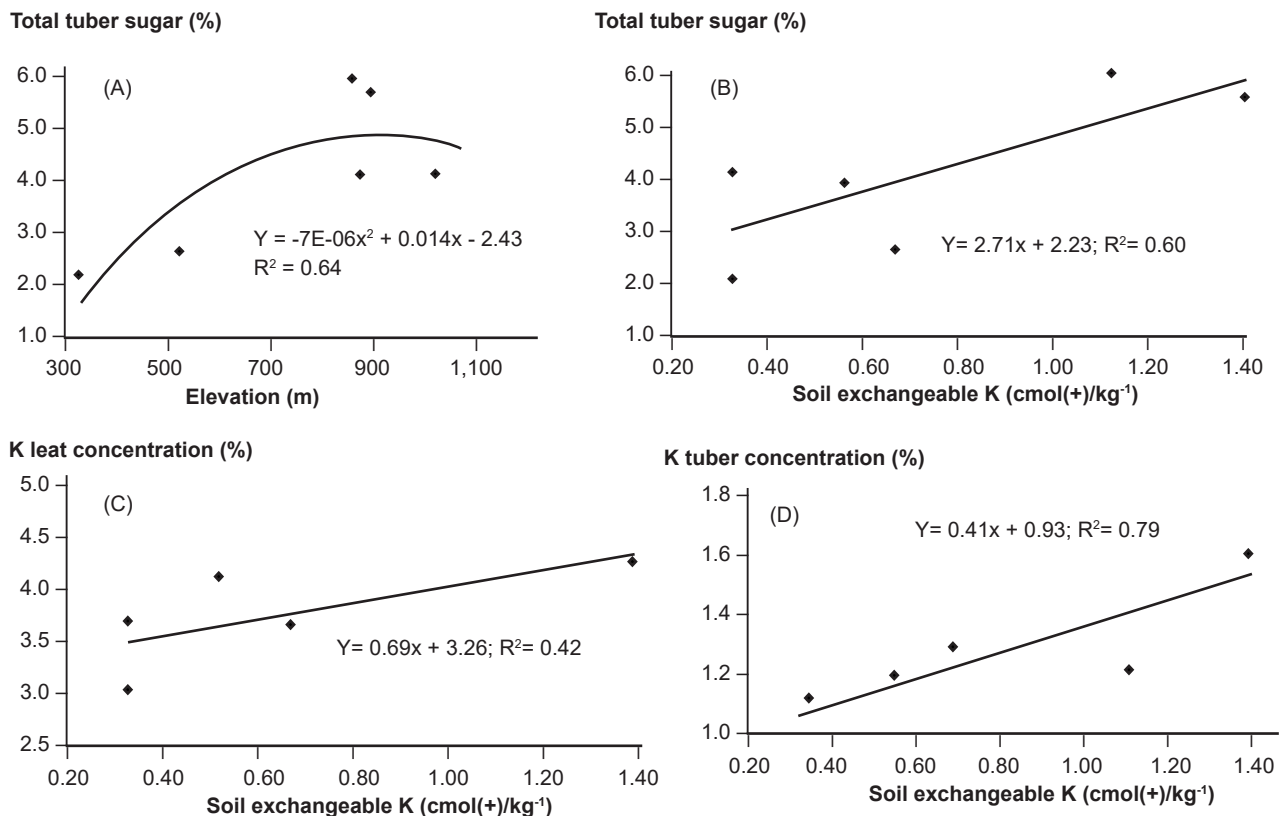 Total tuber sugar (%)
6.0
5.0
4.0
3.0
2.0
1.0
(A)
Y = -7E-06x² + 0.014x - 2.43
R² = 0.64
300 500 700 900 1,100
Elevation (m)
Total tuber sugar (%)
6.0
5.0
4.0
3.0
2.0
1.0
(B)
Y= 2.71x + 2.23; R²= 0.60
0.20 0.40 0.60 0.80 1.00 1.20 1.40
Soil exchangeable K (cmol(+)/kg⁻¹)
K leat concentration (%)
5.0
4.5
4.0
3.5
3.0
2.5
(C)
Y= 0.69x + 3.26; R²= 0.42
0.20 0.40 0.60 0.80 1.00 1.20 1.40
Soil exchangeable K (cmol(+)/kg⁻¹)
K tuber concentration (%)
1.8
1.6
1.4
1.2
1.0
(D)
Y= 0.41x + 0.93; R²= 0.79
0.20 0.40 0.60 0.80 1.00 1.20 1.40
Soil exchangeable K (cmol(+)/kg⁻¹)